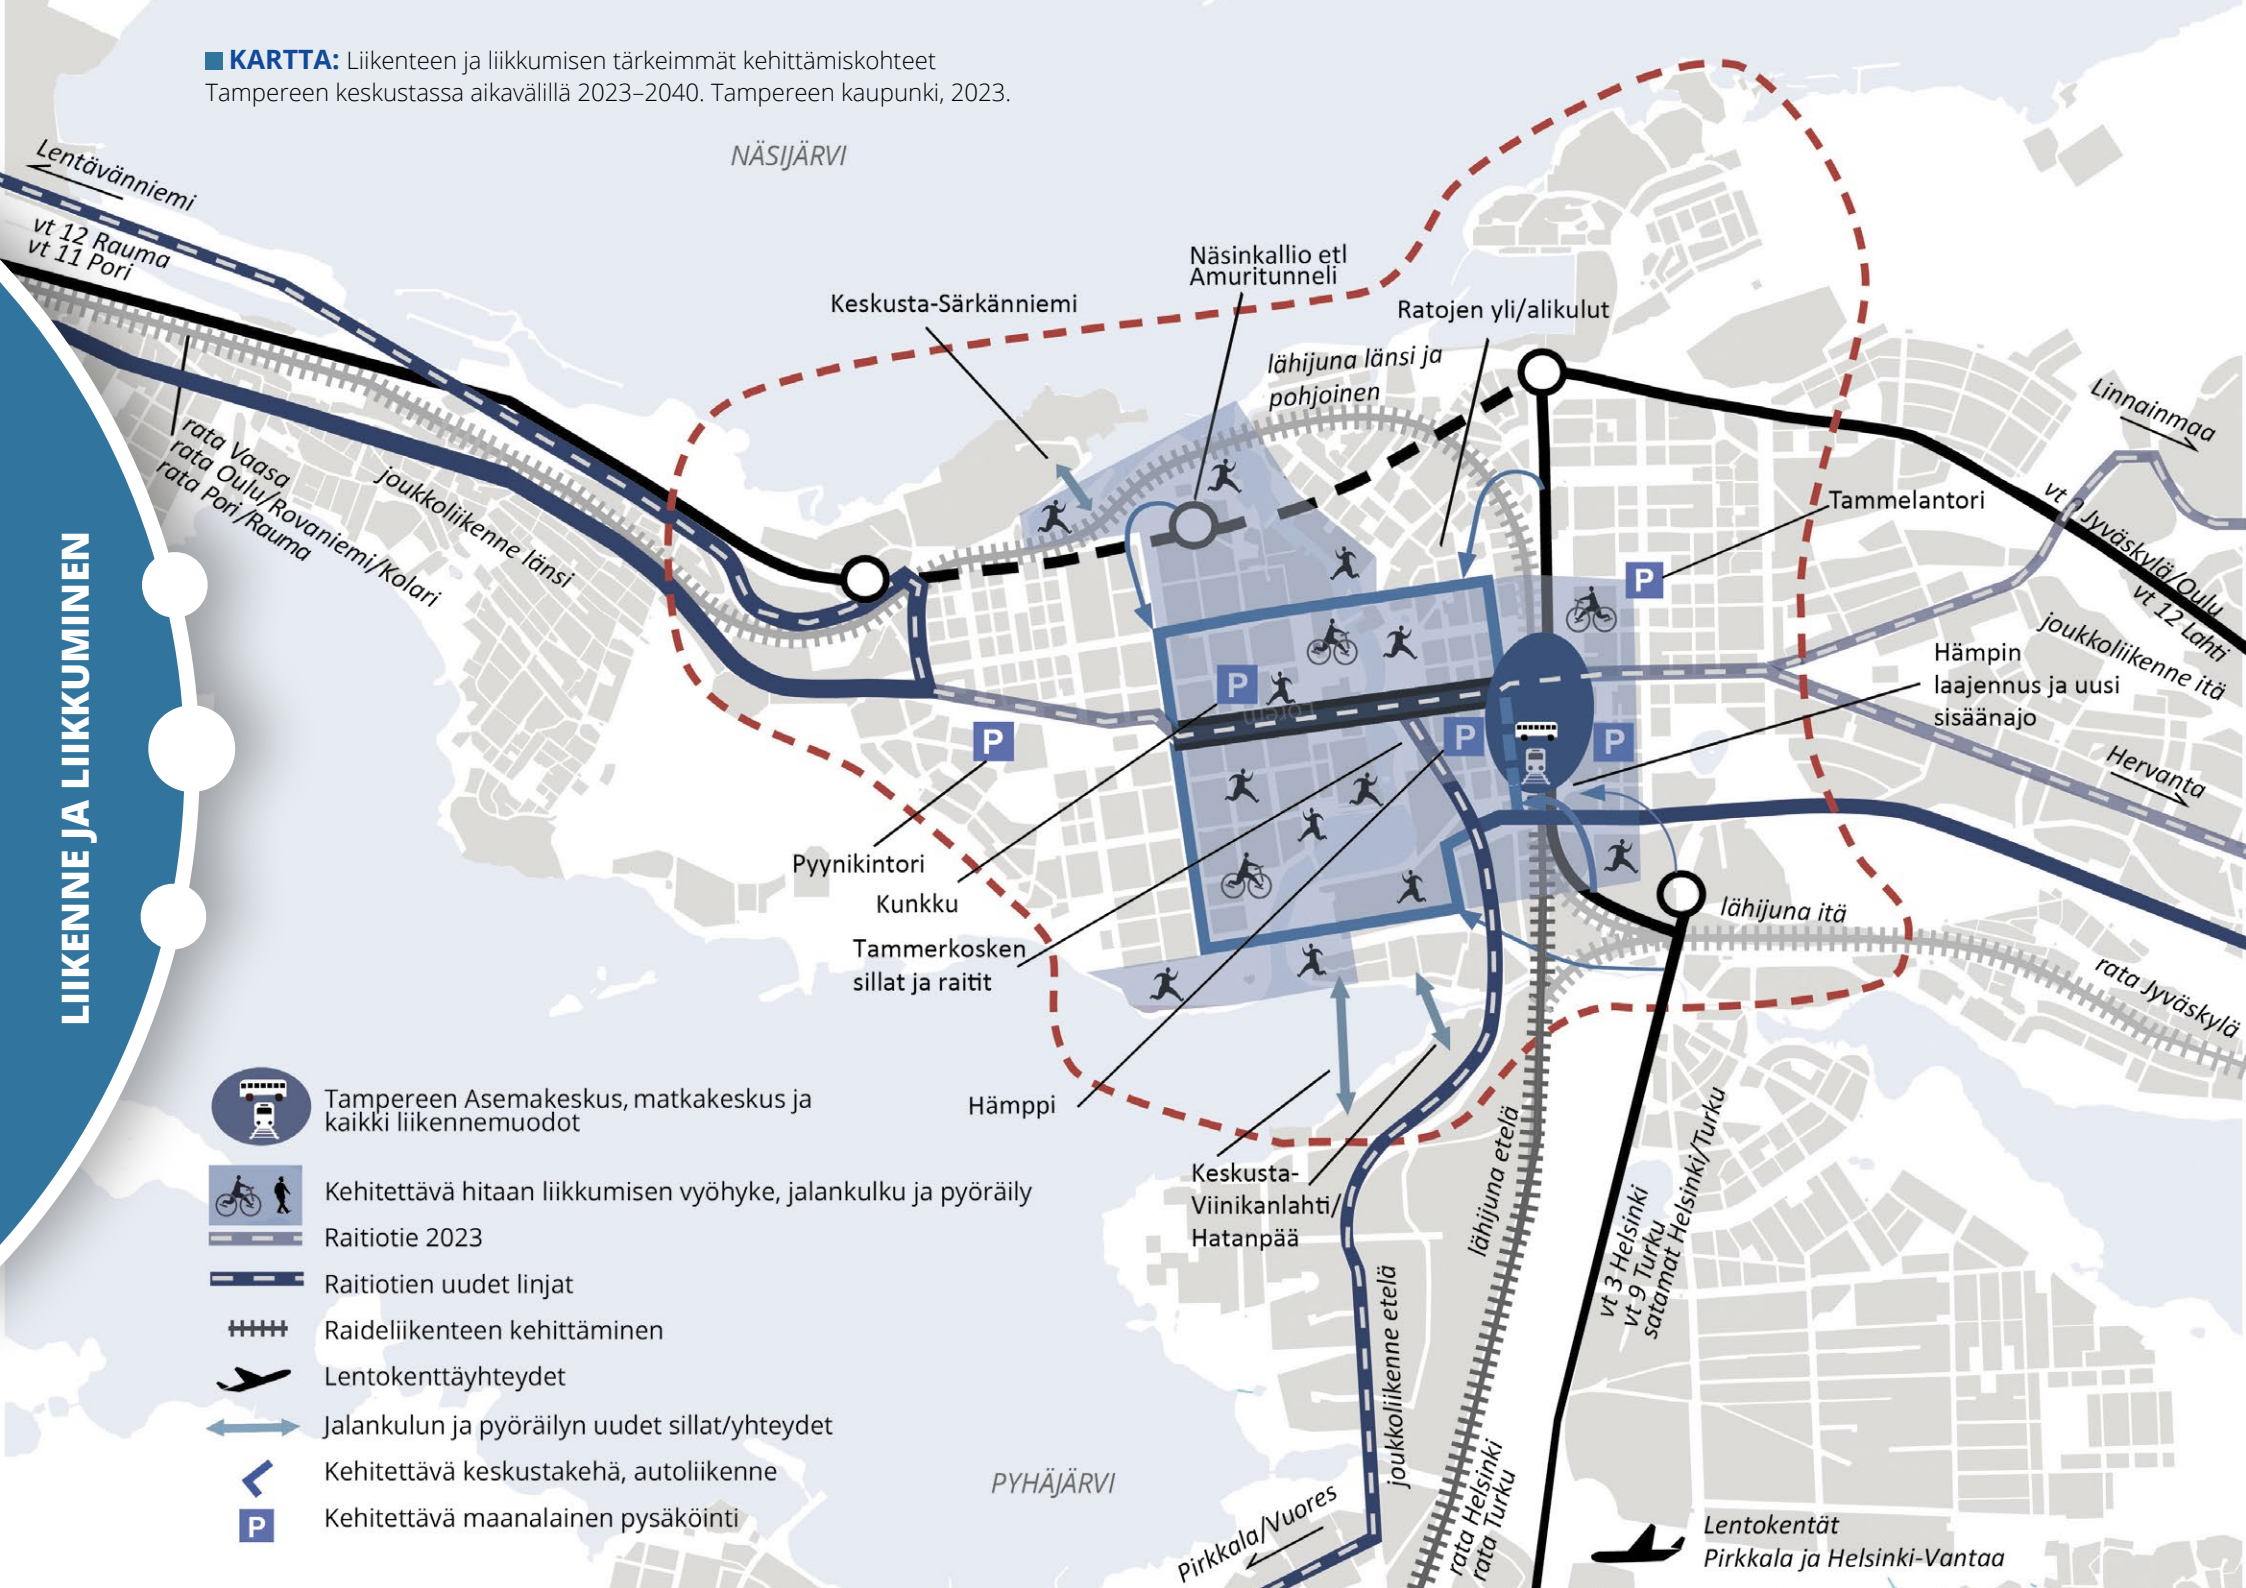 KARTTA: Liikenteen ja liikkumisen tärkeimmät kehittämiskohteet
Tampereen keskustassa aikavälillä 2023–2040. Tampereen kaupunki, 2023.
NÄSIJÄRVI
Lentävänniemi
vt 12 Rauma
vt 11 Pori
Näsinkallio etl
Amuritunneli
Keskusta-Särkänniemi
Ratojen yli/alikulut
lähijuna länsi ja
pohjoinen
Linnainmaa
rata Vaasa
rata Oulu/Rovaniemi/Kolari
rata Pori/Rauma
joukkoliikenne länsi
Tammelantori
vt 9 Jyväskylä/Oulu
vt 12 Lahti
joukkoliikenne itä
P
P
P
P
P
Hämpin
laajennus ja uusi
sisäänajo
Hervanta
LIIKENNE JA LIIKKUMINEN
Pyynikintori
Kunkku
Tammerkosken
sillat ja raitit
lähijuna itä
rata Jyväskylä
Hämppi
Keskusta-
Viinikanlahti/
Hatanpää
lähijuna etelä
vt 3 Helsinki
vt 9 Turku
satamat Helsinki/Turku
joukkoliikenne etelä
rata Helsinki
rata Turku
Pirkkala/Vuores
PYHÄJÄRVI
Lentokentät
Pirkkala ja Helsinki-Vantaa
Tampereen Asemakeskus, matkakeskus ja
kaikki liikennemuodot
Kehitettävä hitaan liikkumisen vyöhyke, jalankulku ja pyöräily
Raitiotie 2023
Raitiotien uudet linjat
Raideliikenteen kehittäminen
Lentokenttäyhteydet
Jalankulun ja pyöräilyn uudet sillat/yhteydet
Kehitettävä keskustakehä, autoliikenne
P Kehitettävä maanalainen pysäköinti